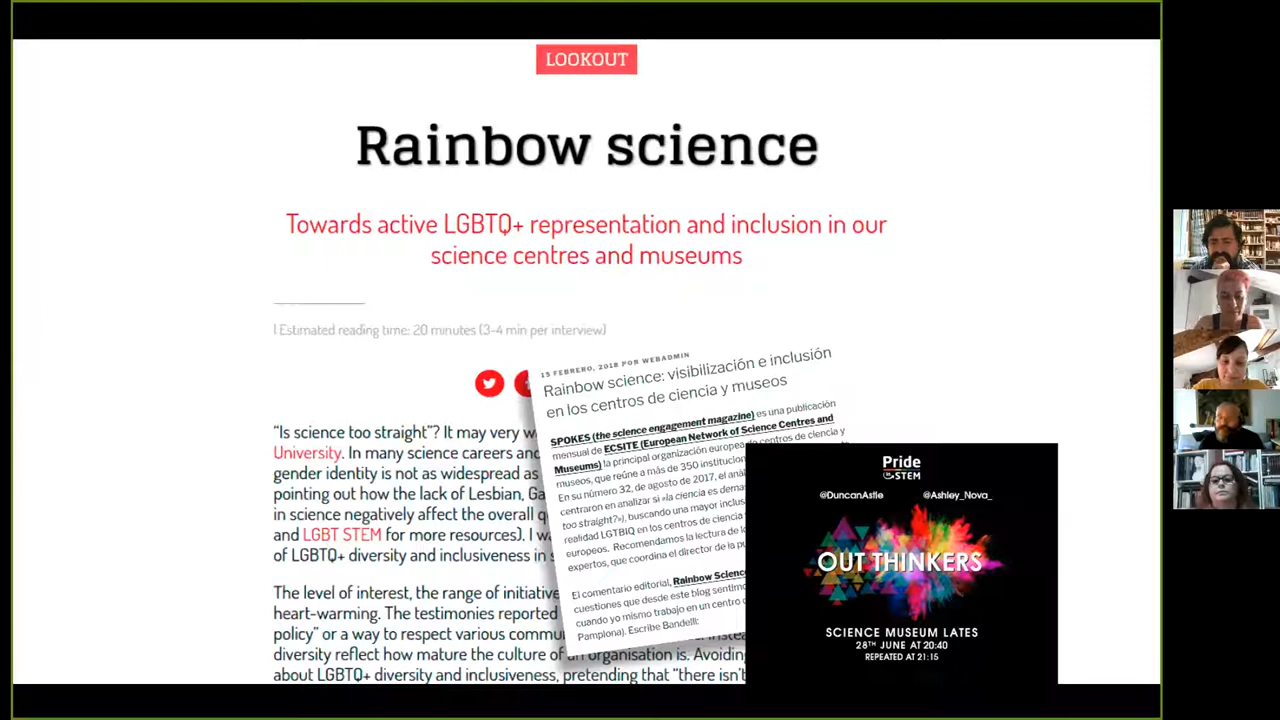 LOOKOUT
Rainbow science
Towards active LGBTQ+ representation and inclusion in our
science centres and museums
| Estimated reading time: 20 minutes (3-4 min per interview)
“Is science too straight”? It may very w
University. In many science careers and
gender identity is not as widespread as
pointing out how the lack of Lesbian, Ga
in science negatively affect the overall q
and LGBT STEM for more resources). I w
of LGBTQ+ diversity and inclusiveness in s
The level of interest, the range of initiative
heart-warming. The testimonies reported
policy” or a way to respect various commu
diversity reflect how mature the culture of an organisation is. Avoiding
about LGBTQ+ diversity and inclusiveness, pretending that “there isn't
15 FEBRERO, 2018 POR WEBADMIN
Rainbow science: visibilización e inclusión
en los centros de ciencia y museos
SPOKES (the science engagement magazine) es una publicación
mensual de ECSITE (European Network of Science Centres and
Museums) la principal organización europea de centros de ciencia y
museos, que reúne a más de 350 institucion
En su número 32, de agosto de 2017, el aná
centraron en analizar si «la ciencia es demas
too straight?»), buscando una mayor inclus
realidad LGTBIQ en los centros de ciencia
europeos. Recomendamos la lectura de lo
expertos, que coordina el director de la pu
El comentario editorial, Rainbow Scienc
cuestiones que desde este blog sentimo
cuando yo mismo trabajo en un centro d
Pamplona). Escribe Bandelli:
Pride
in STEM
@DuncanAstle @Ashley_Nova_
OUT THINKERS
SCIENCE MUSEUM LATES
28TH JUNE AT 20:40
REPEATED AT 21:15